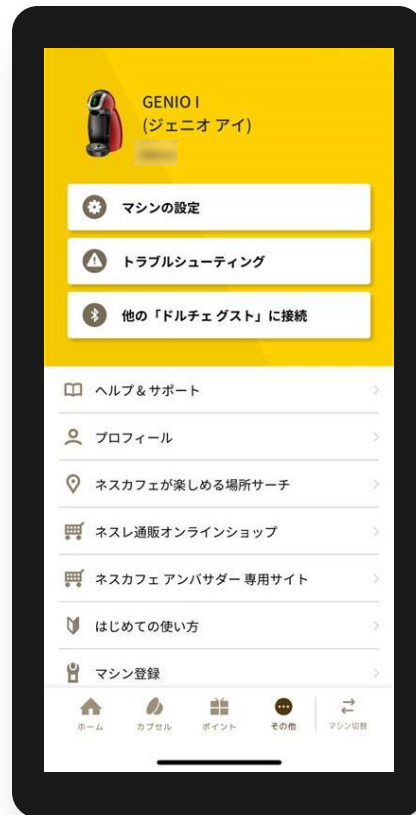 GENIO I
(ジェニオ アイ)
マシンの設定
トラブルシューティング
他の「ドルチェ グスト」に接続
ヘルプ＆サポート
プロフィール
ネスカフェが楽しめる場所サーチ
ネスレ通販オンラインショップ
ネスカフェ アンバサダー 専用サイト
はじめての使い方
マシン登録
ホーム
カプセル
ポイント
その他
マシン切替